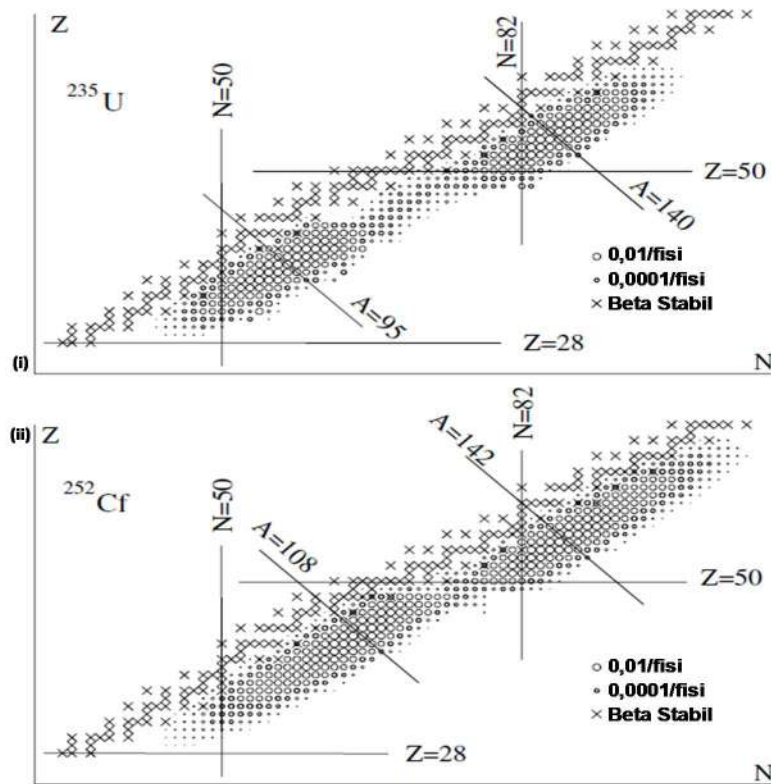 Z
²³⁵U
N=50
N=82
Z=50
A=140
A=95
0,01/fisi
0,0001/fisi
Beta Stabil
Z=28
(i)
N
(ii)
Z
²⁵²Cf
N=50
A=108
A=142
N=82
Z=50
0,01/fisi
0,0001/fisi
Beta Stabil
Z=28
N